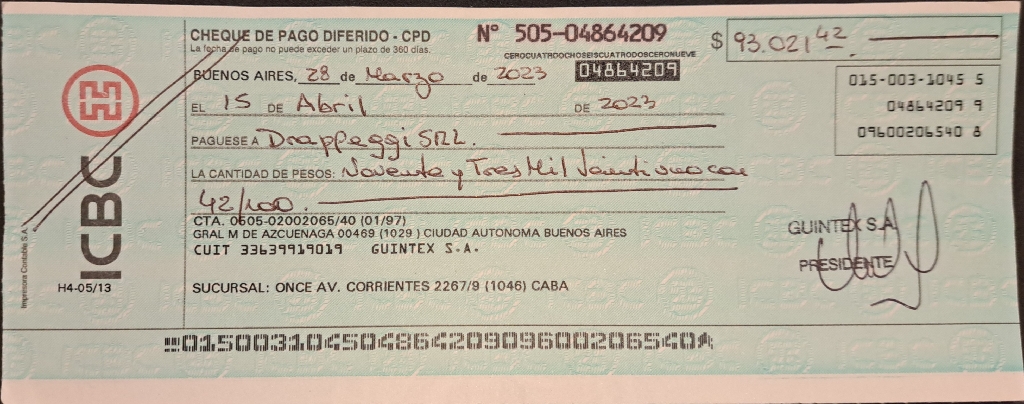 CHEQUE DE PAGO DIFERIDO - CPD
La fecha de pago no puede exceder un plazo de 360 días.
Nº 505-04864209
CEROCUATROOCHOSEISCUATRODOSCERONUEVE
04864209
$ 93.021,42
015-003-1045 5
04864209 9
09600206540 8
BUENOS AIRES, 28 de Marzo de 2023
EL 15 DE Abril DE 2023
PAGUESE A Drappeggi SRL.
LA CANTIDAD DE PESOS: Noventa y Tres Mil Veintiuno con
42/100.
CTA. 0605-02002065/40 (01/97)
GRAL M DE AZCUENAGA 00469 (1029 ) CIUDAD AUTONOMA BUENOS AIRES
CUIT 33639919019 GUINTEX S.A.
SUCURSAL: ONCE AV. CORRIENTES 2267/9 (1046) CABA
GUINTEX S.A.
PRESIDENTE
ICBC
H4-05/13
Impresora Contable S.A.
01500310450486420909600206540